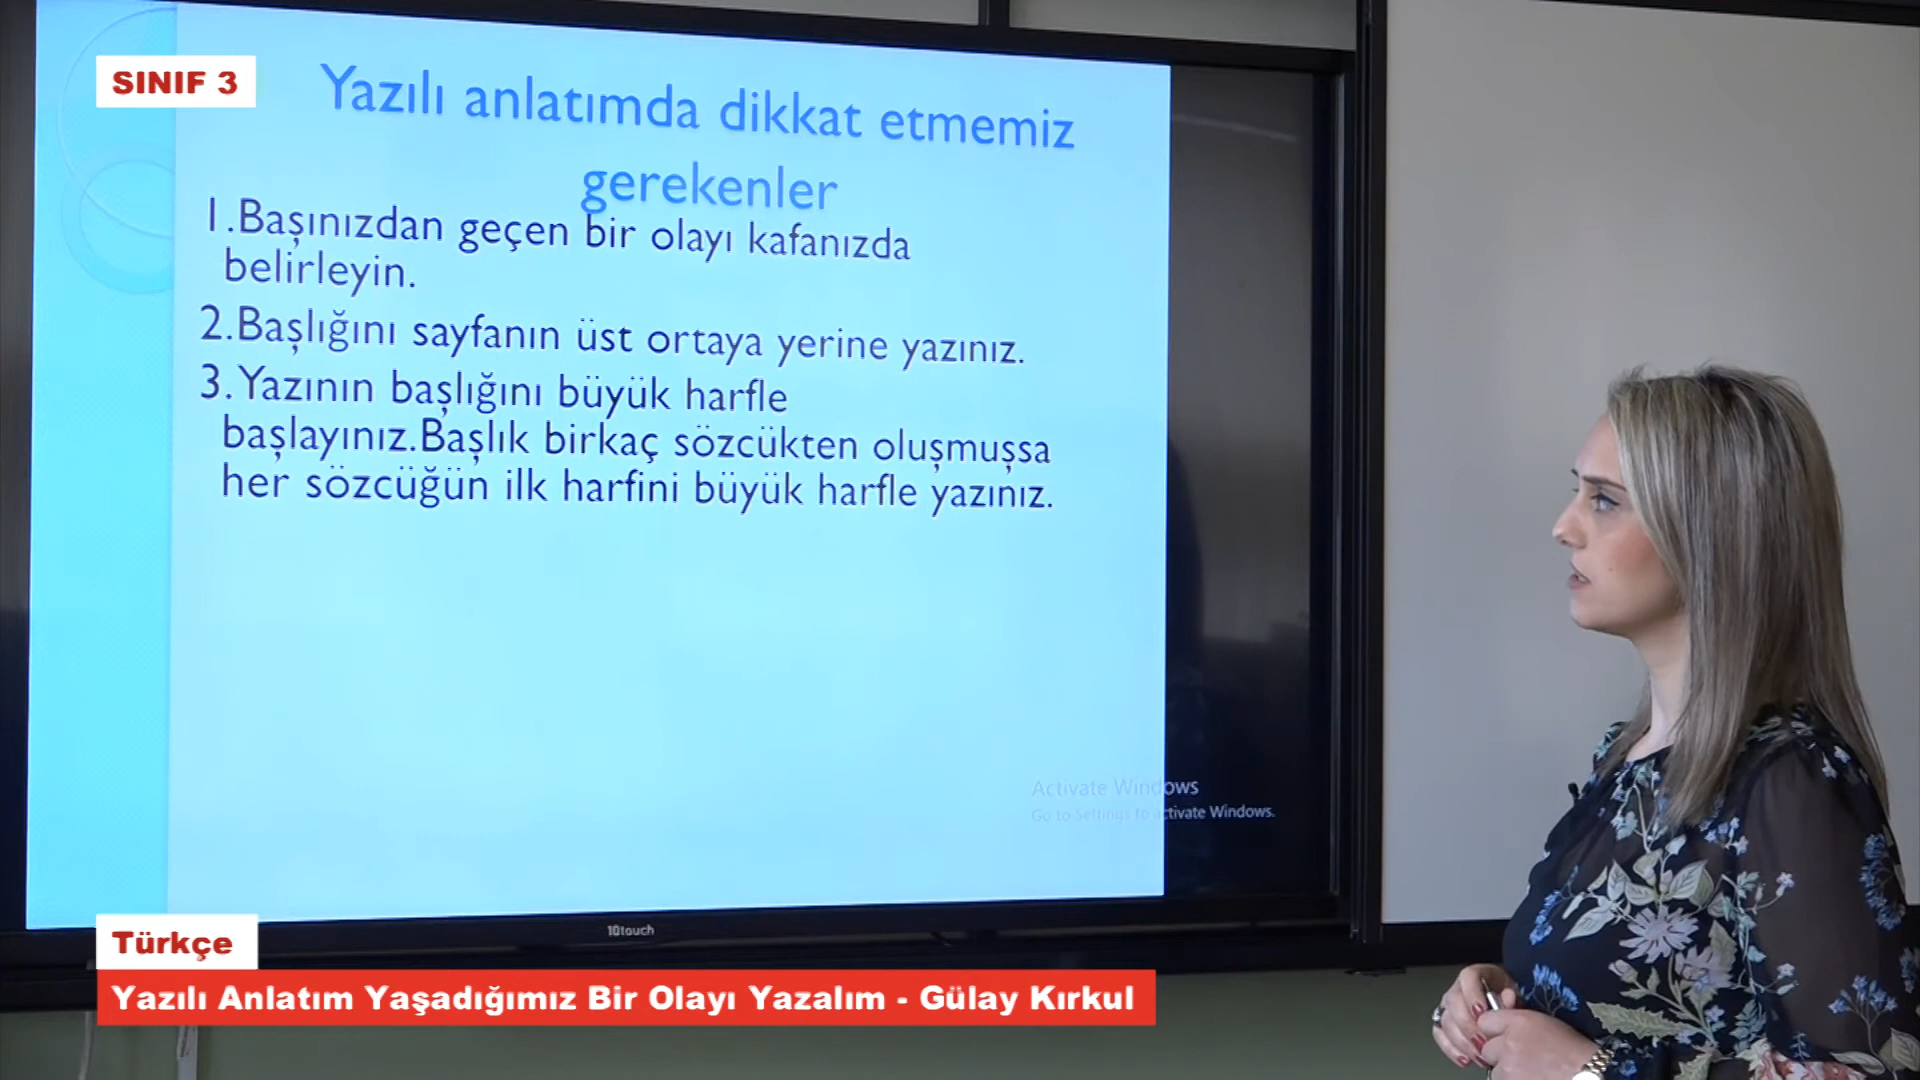 SINIF 3
Yazılı anlatımda dikkat etmemiz
gerekenler
1.Başınızdan geçen bir olayı kafanızda
belirleyin.
2.Başlığını sayfanın üst ortaya yerine yazınız.
3.Yazının başlığını büyük harfle
başlayınız.Başlık birkaç sözcükten oluşmuşsa
her sözcüğün ilk harfini büyük harfle yazınız.
Activate Windows
Go to Settings to activate Windows.
10touch
Türkçe
Yazılı Anlatım Yaşadığımız Bir Olayı Yazalım - Gülay Kırkul